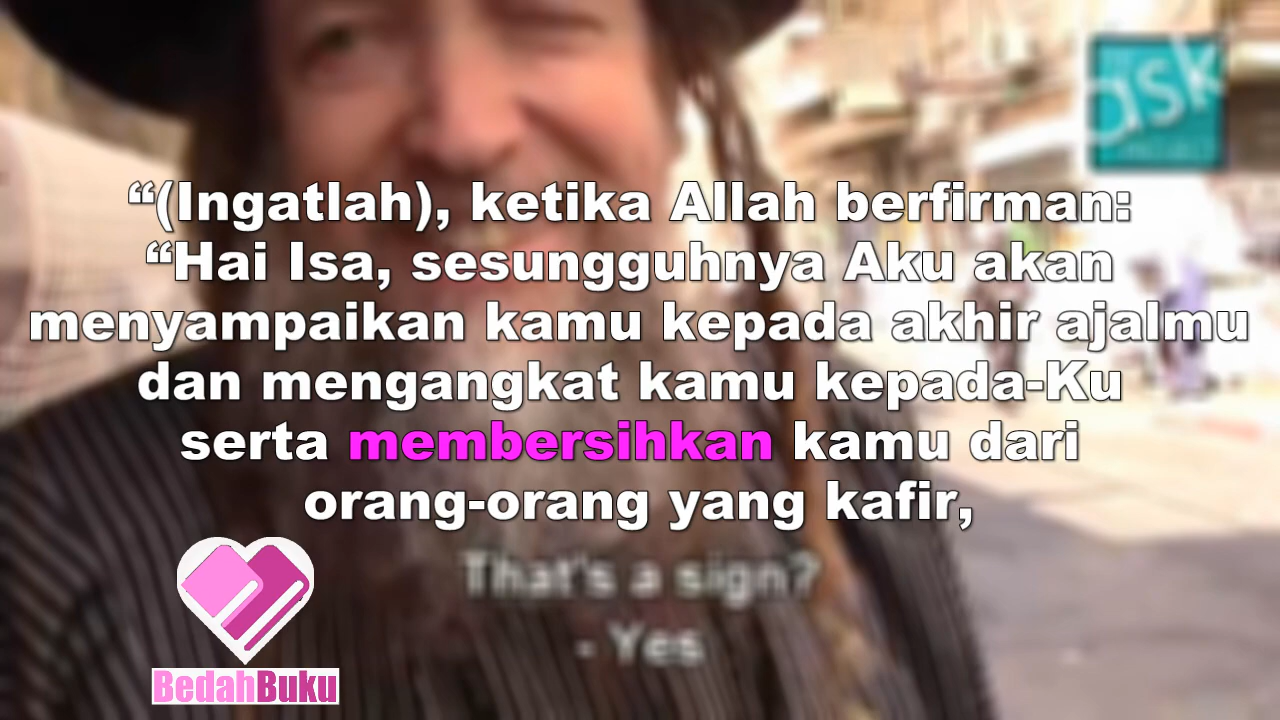 ask
“(Ingatlah), ketika Allah berfirman:
“Hai Isa, sesungguhnya Aku akan
menyampaikan kamu kepada akhir ajalmu
dan mengangkat kamu kepada-Ku
serta membersihkan kamu dari
orang-orang yang kafir,
That's a sign?
- Yes
BedahBuku